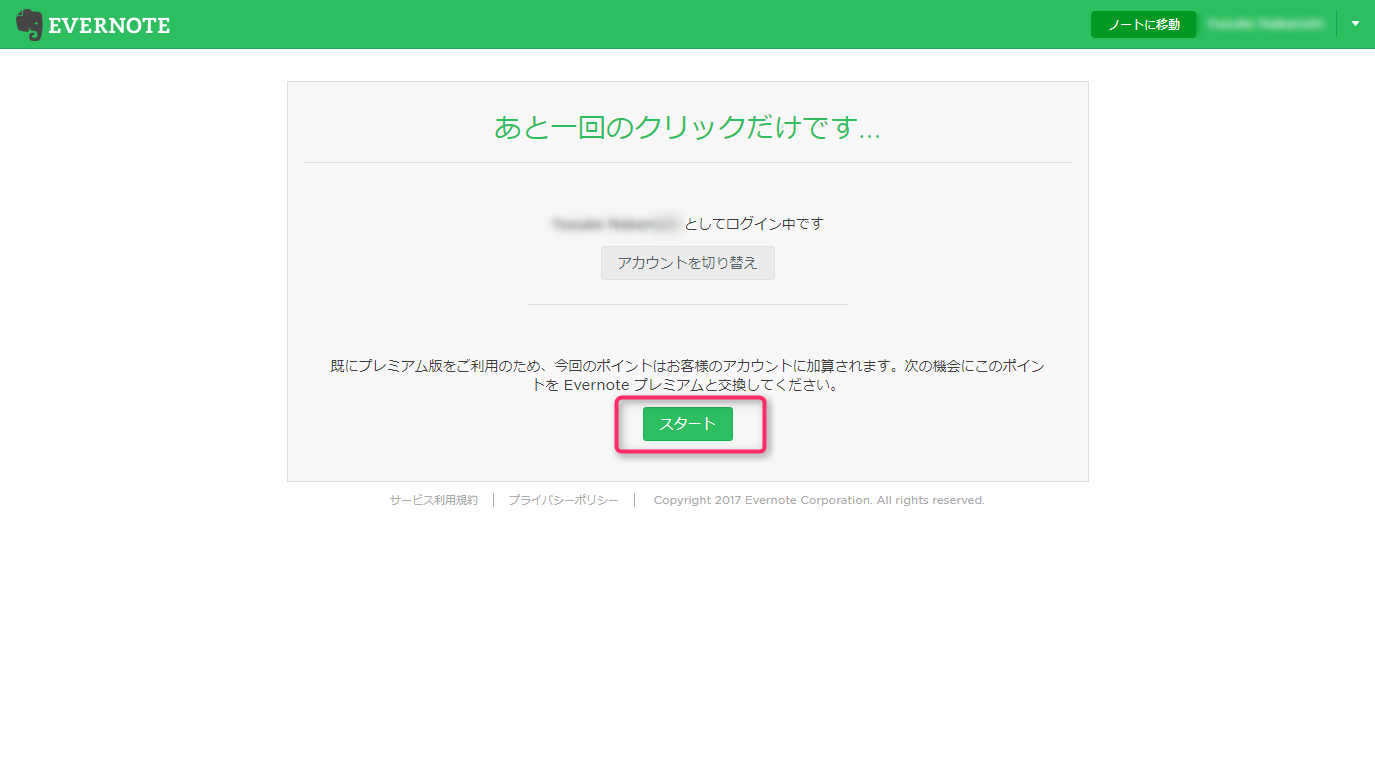 EVERNOTE
ノートに移動
あと一回のクリックだけです...
としてログイン中です
アカウントを切り替え
既にプレミアム版をご利用のため、今回のポイントはお客様のアカウントに加算されます。次の機会にこのポイン
トを Evernote プレミアムと交換してください。
スタート
サービス利用規約 | プライバシーポリシー | Copyright 2017 Evernote Corporation. All rights reserved.